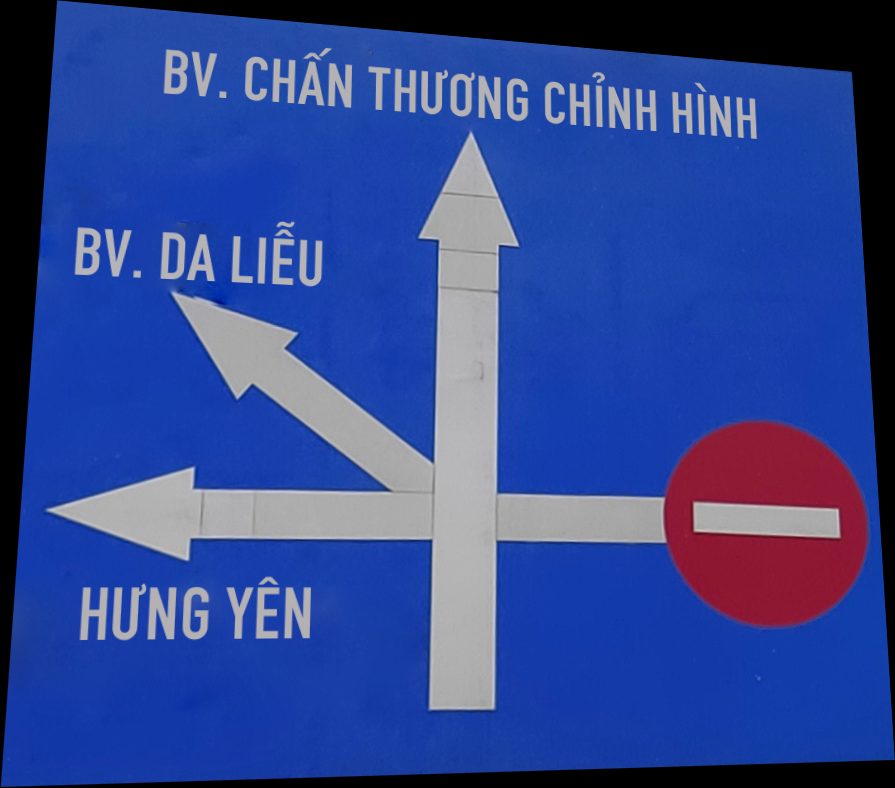 BV. CHẤN THƯƠNG CHỈNH HÌNH
BV. DA LIỄU
HƯNG YÊN